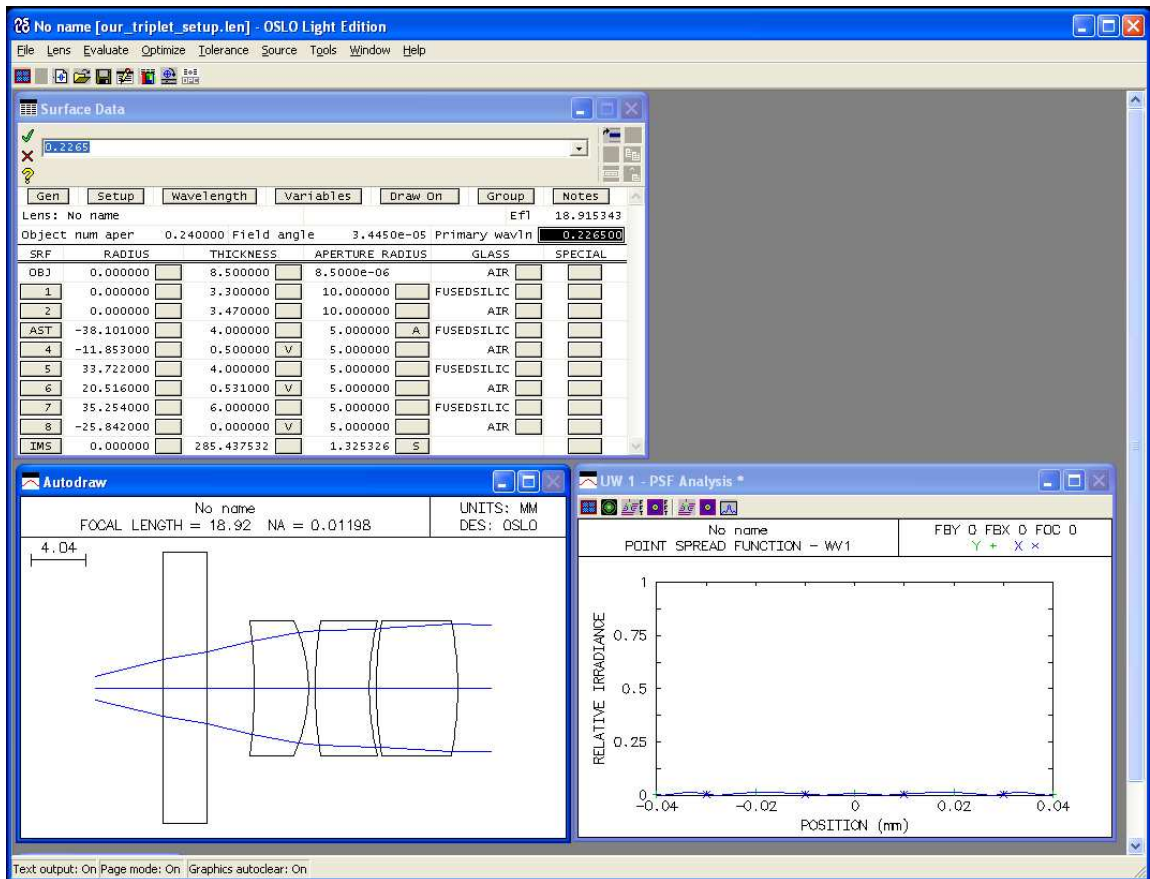 No name [our_triplet_setup.len] - OSLO Light Edition
File Lens Evaluate Optimize Tolerance Source Tools Window Help
Surface Data
0.2265
Gen Setup Wavelength Variables Draw On Group Notes
Lens: No name Efl 18.915343
Object num aper 0.240000 Field angle 3.4450e-05 Primary wavln 0.226500
SRF RADIUS THICKNESS APERTURE RADIUS GLASS SPECIAL
OBJ 0.000000 8.500000 8.5000e-06 AIR
1 0.000000 3.300000 10.000000 FUSEDSILIC
2 0.000000 3.470000 10.000000 AIR
AST -38.101000 4.000000 5.000000 A FUSEDSILIC
4 -11.853000 0.500000 V 5.000000 AIR
5 33.722000 4.000000 5.000000 FUSEDSILIC
6 20.516000 0.531000 V 5.000000 AIR
7 35.254000 6.000000 5.000000 FUSEDSILIC
8 -25.842000 0.000000 V 5.000000 AIR
IMS 0.000000 285.437532 1.325326 S
Autodraw
No name
FOCAL LENGTH = 18.92 NA = 0.01198
UNITS: MM
DES: OSLO
4.04
UW 1 - PSF Analysis *
No name
POINT SPREAD FUNCTION - WV1
FBY 0 FBX 0 FOC 0
Y + X ×
1
0.75
0.5
0.25
0
RELATIVE IRRADIANCE
-0.04 -0.02 0 0.02 0.04
POSITION (mm)
Text output: On Page mode: On Graphics autoclear: On